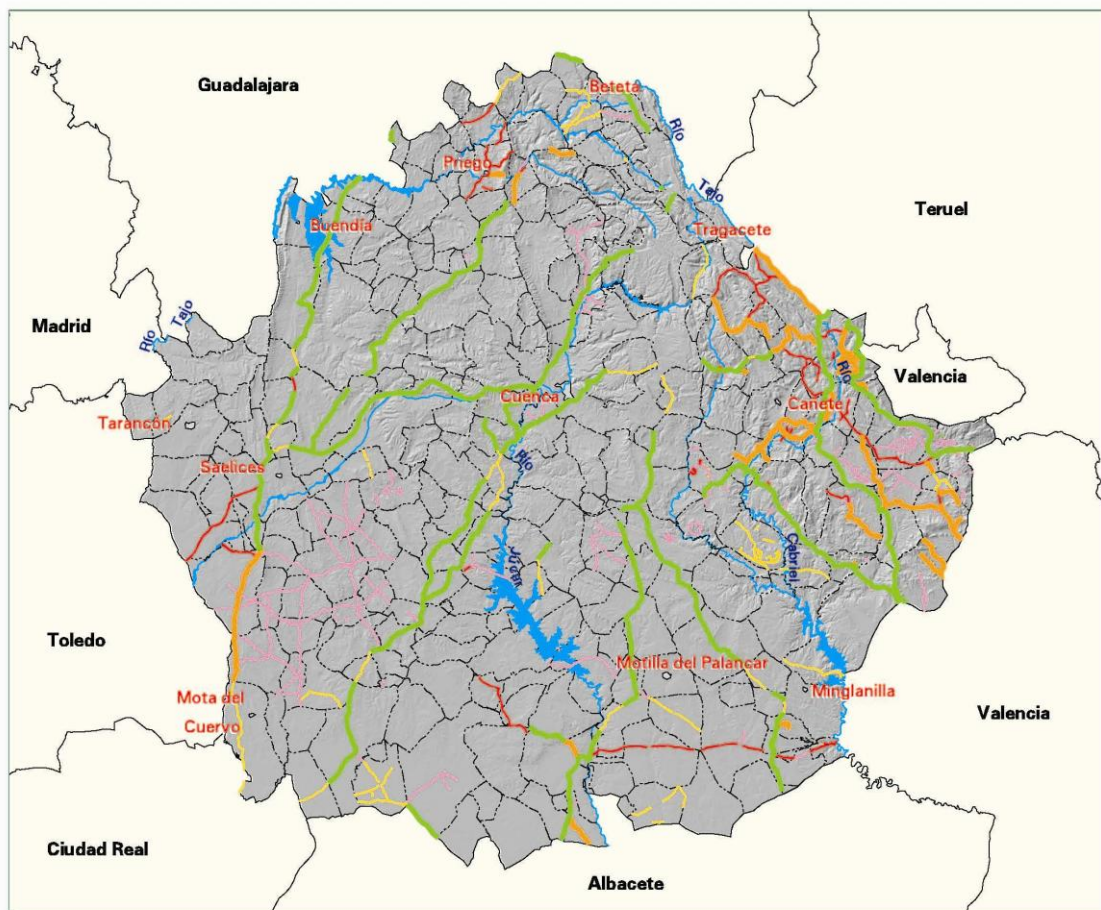 Guadalajara
Beteta
Río
Tajo
Priego
Teruel
Buendía
Tragacete
Madrid
Río
Tajo
Valencia
Río
Cuenca
Cañete
Tarancón
Río
Saelices
Júcar
Cabriel
Toledo
Motilla del Palancar
Minglanilla
Mota del
Cuervo
Valencia
Ciudad Real
Albacete